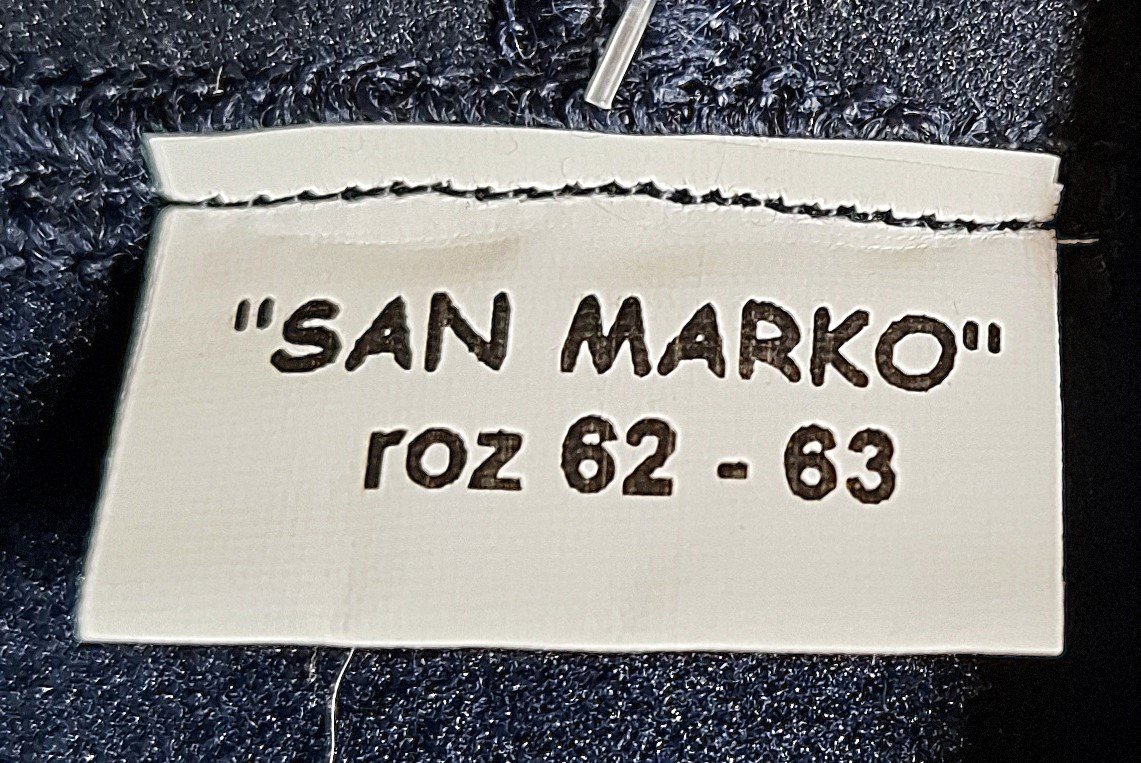 "SAN MARKO"
roz 62 - 63